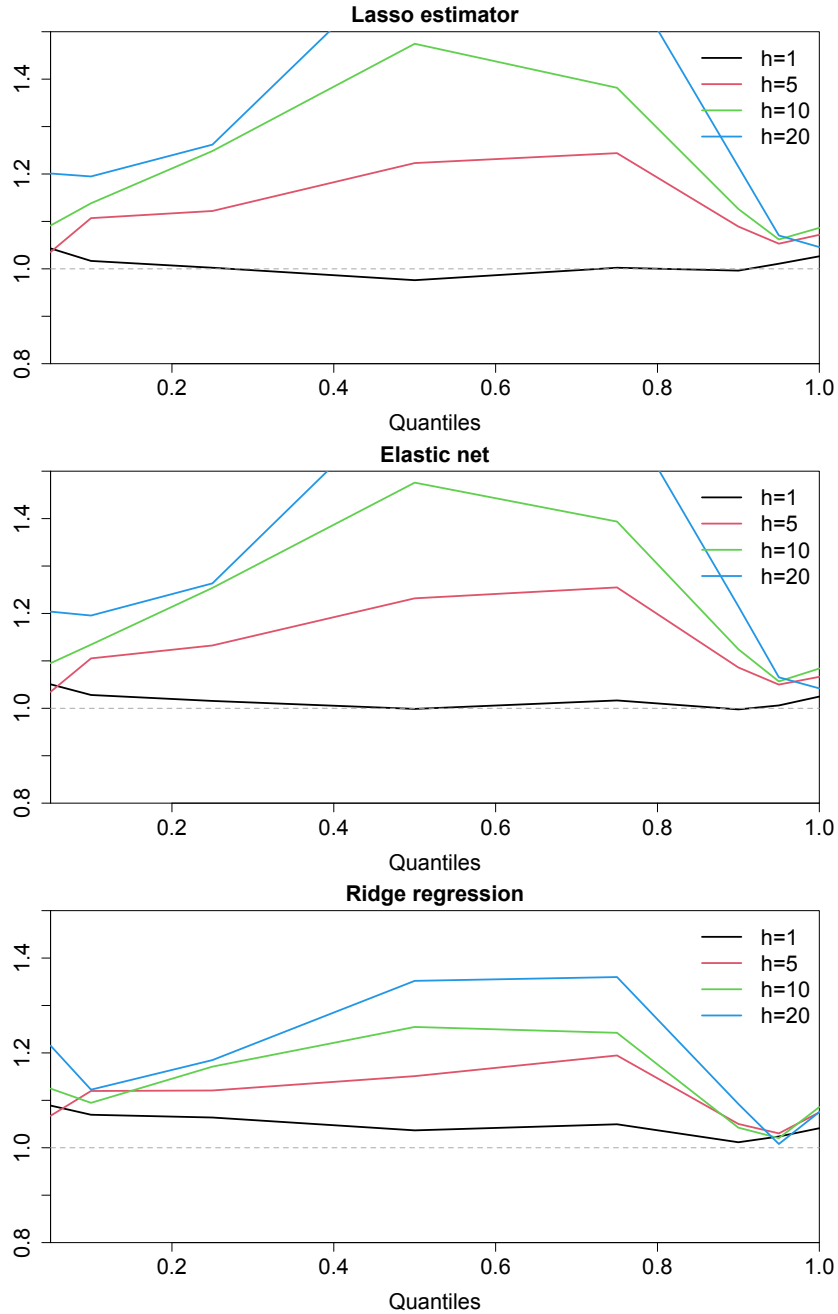 Lasso estimator
1.4
1.2
1.0
0.8
h=1
h=5
h=10
h=20
0.2 0.4 0.6 0.8 1.0
Quantiles
Elastic net
1.4
1.2
1.0
0.8
h=1
h=5
h=10
h=20
0.2 0.4 0.6 0.8 1.0
Quantiles
Ridge regression
1.4
1.2
1.0
0.8
h=1
h=5
h=10
h=20
0.2 0.4 0.6 0.8 1.0
Quantiles